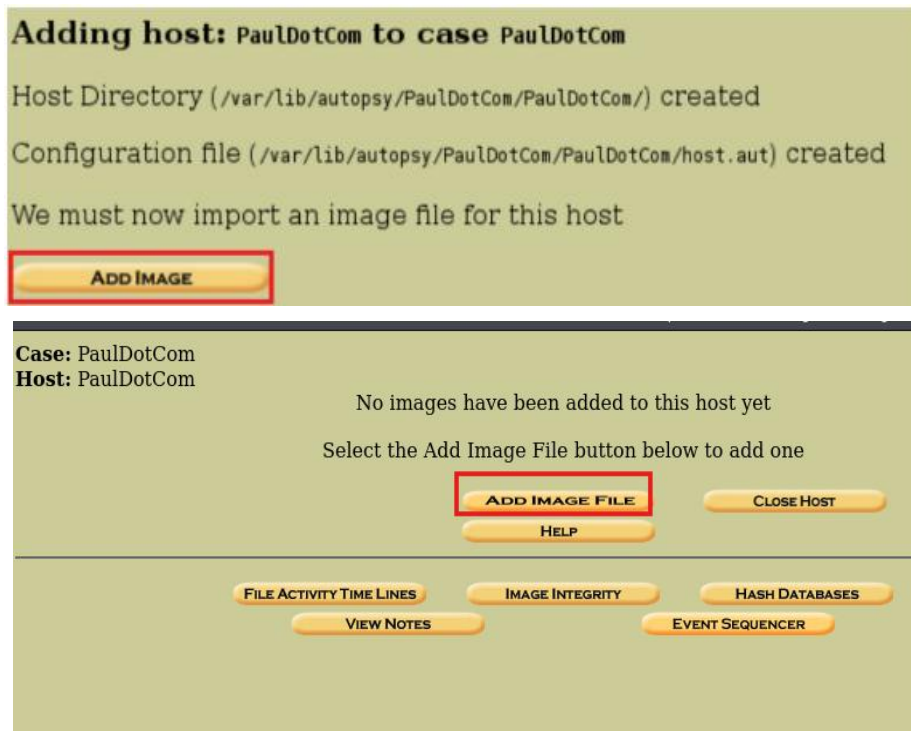 Adding host: PaulDotCom to case PaulDotCom
Host Directory (/var/lib/autopsy/PaulDotCom/PaulDotCom/) created
Configuration file (/var/lib/autopsy/PaulDotCom/PaulDotCom/host.aut) created
We must now import an image file for this host
ADD IMAGE
Case: PaulDotCom
Host: PaulDotCom
No images have been added to this host yet
Select the Add Image File button below to add one
ADD IMAGE FILE CLOSE HOST
HELP
FILE ACTIVITY TIME LINES IMAGE INTEGRITY HASH DATABASES
VIEW NOTES EVENT SEQUENCER